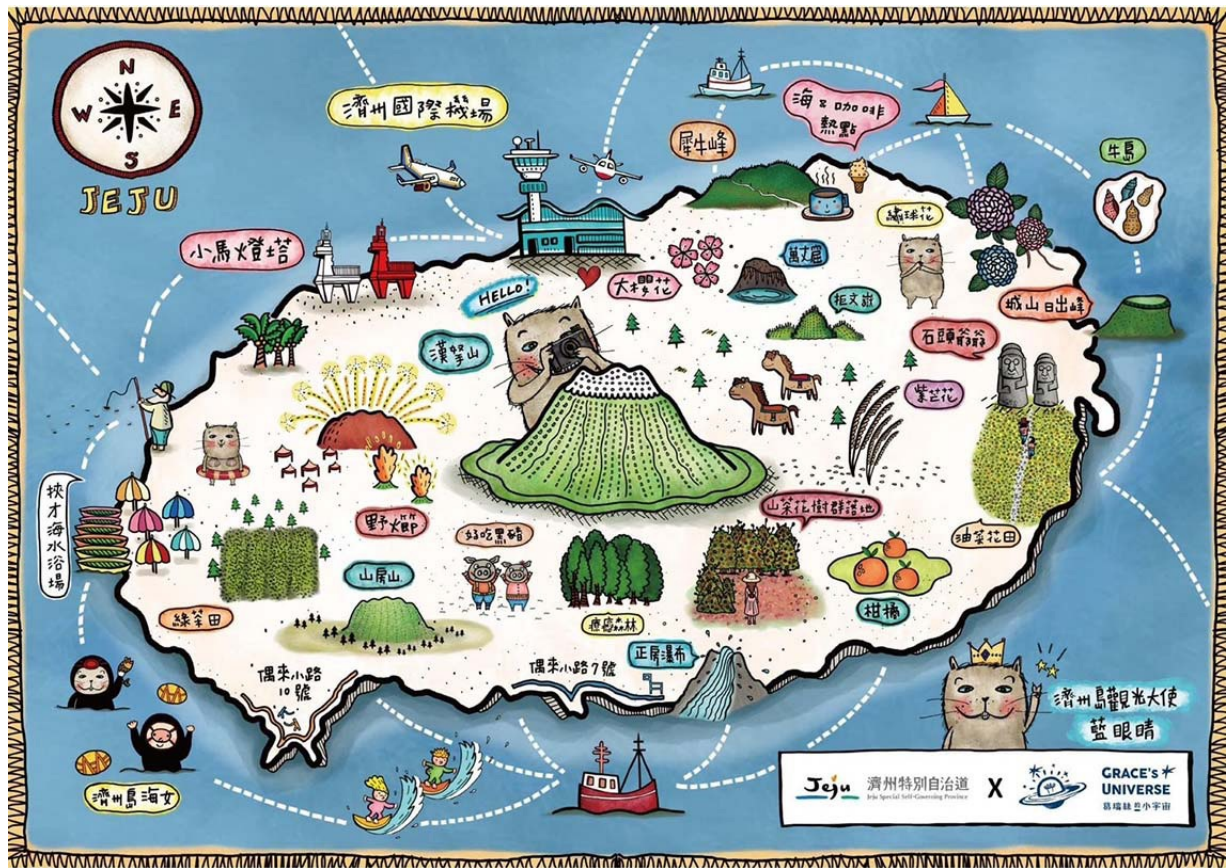 N
W E
S
JEJU
濟州國際機場
犀牛峰
海&咖啡
熱點
牛島
小馬燈塔
繡球花
HELLO!
大櫻花
萬丈窟
拒文岳
城山日出峰
漢拏山
石頭爺爺
紫芒花
挾才海水浴場
野火節
好吃黑豬
山茶花樹群落地
油菜花田
山房山
柑橘
綠茶田
療癒森林
正房瀑布
偶來小路
10號
偶來小路7號
濟州島觀光大使
藍眼睛
濟州島海女
Jeju 濟州特別自治道
Jeju Special Self-Governing Province
X
GRACE's
UNIVERSE
葛瑞絲的小宇宙